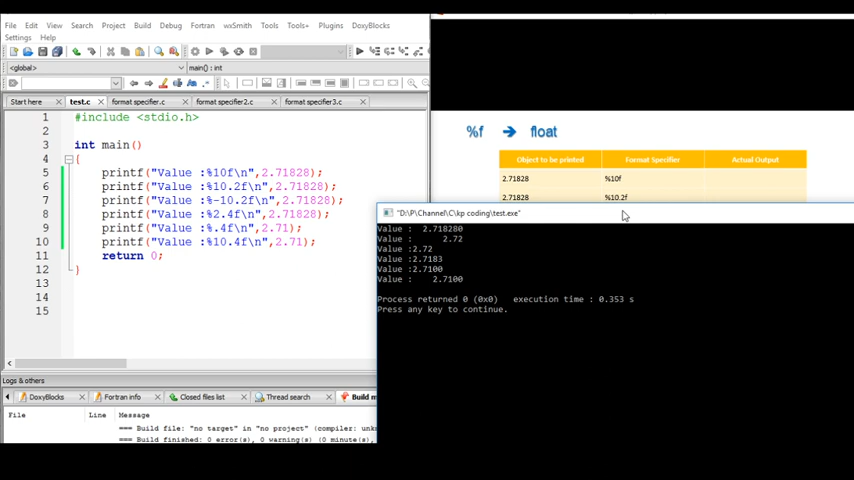 File Edit View Search Project Build Debug Fortran wxSmith Tools Tools+ Plugins DoxyBlocks
Settings Help
<global> main() : int
Start here test.c format specifier.c format specifier2.c format specifier3.c
1 #include <stdio.h>
2
3 int main()
4 {
5 printf("Value :%10f\n",2.71828);
6 printf("Value :%10.2f\n",2.71828);
7 printf("Value :%-10.2f\n",2.71828);
8 printf("Value :%2.4f\n",2.71828);
9 printf("Value :%.4f\n",2.71);
10 printf("Value :%10.4f\n",2.71);
11 return 0;
12 }
13
14
15
%f → float
Object to be printed Format Specifier Actual Output
2.71828 %10f
2.71828 %10.2f
"D:\P\Channel\C\kp coding\test.exe"
Value :  2.718280
Value :      2.72
Value :2.72
Value :2.7183
Value :2.7100
Value :    2.7100
Process returned 0 (0x0)   execution time : 0.353 s
Press any key to continue.
Logs & others
DoxyBlocks Fortran info Closed files list Thread search Build
File Line Message
=== Build file: "no target" in "no project" (compiler:
=== Build finished: 0 error(s), 0 warning(s) (0 minute(s),